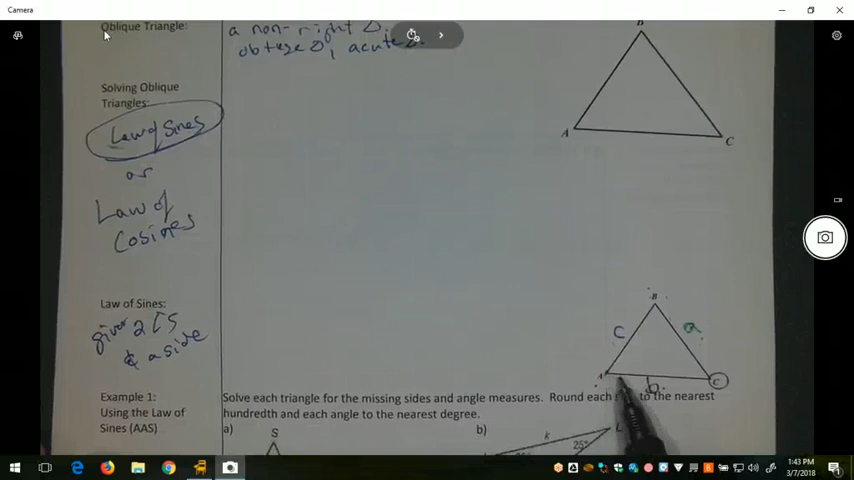 Camera
Oblique Triangle:
a non-right △.
obtuse △, acute △.
B
A
C
Solving Oblique
Triangles:
Law of Sines
or
Law of
Cosines
Law of Sines:
given 2 ∠s
& a side
B
c
a
A
b
C
Example 1:
Using the Law of
Sines (AAS)
Solve each triangle for the missing sides and angle measures. Round each to the nearest
hundredth and each angle to the nearest degree.
a)
S
b)
k
L
25°
1:43 PM
3/7/2018